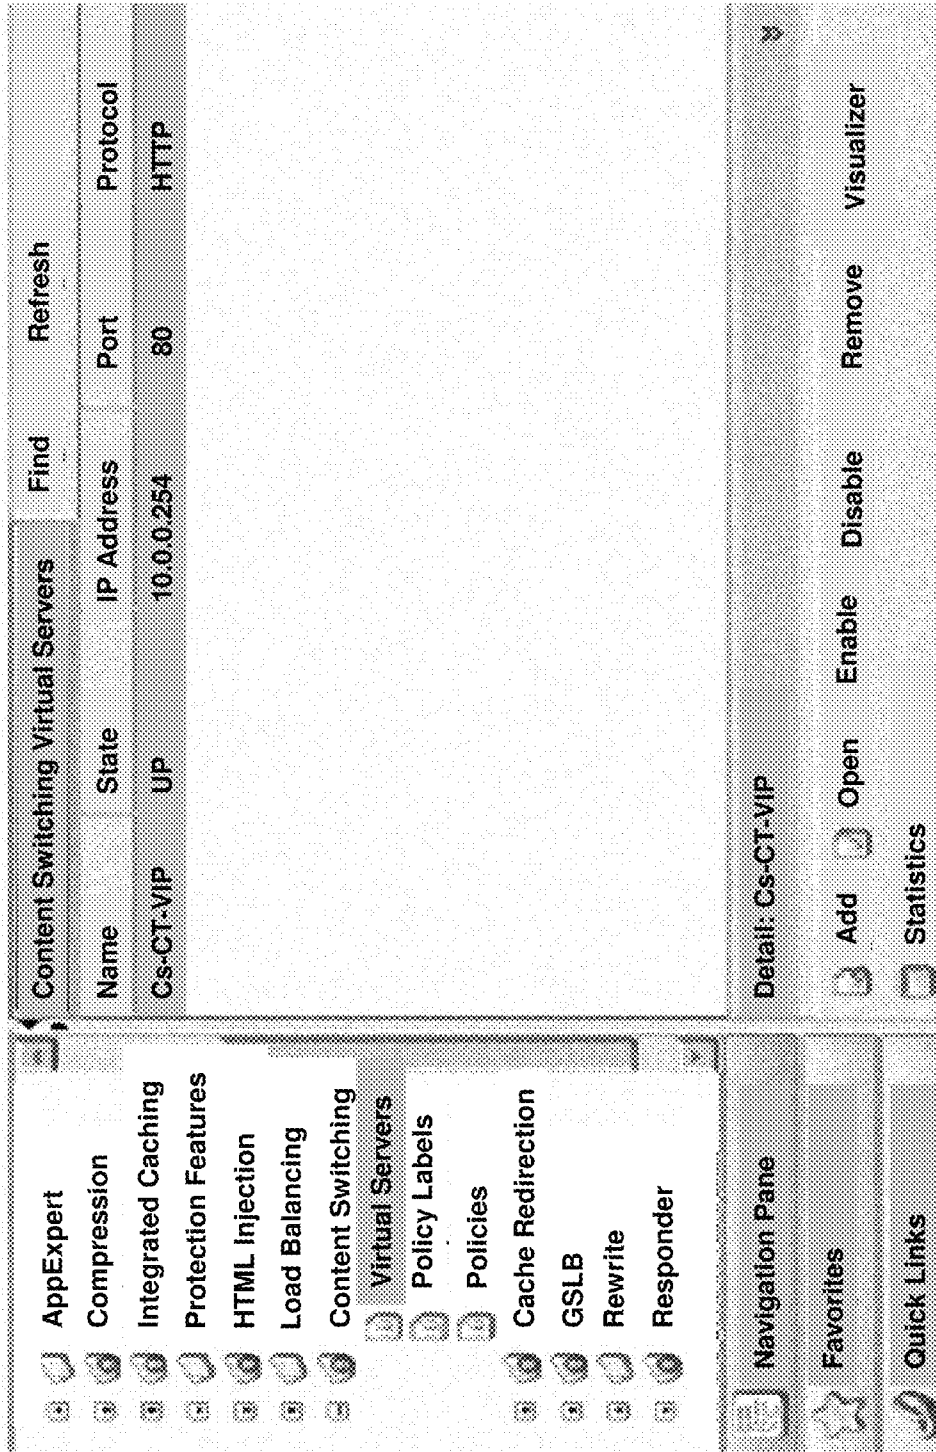 AppExpert
Compression
Integrated Caching
Protection Features
HTML Injection
Load Balancing
Content Switching
Virtual Servers
Policy Labels
Policies
Cache Redirection
GSLB
Rewrite
Responder
Navigation Pane
Favorites
Quick Links
Content Switching Virtual Servers Find Refresh
Name State IP Address Port Protocol
Cs-CT-VIP UP 10.0.0.254 80 HTTP
Detail: Cs-CT-VIP
Add Open Enable Disable Remove Visualizer
Statistics